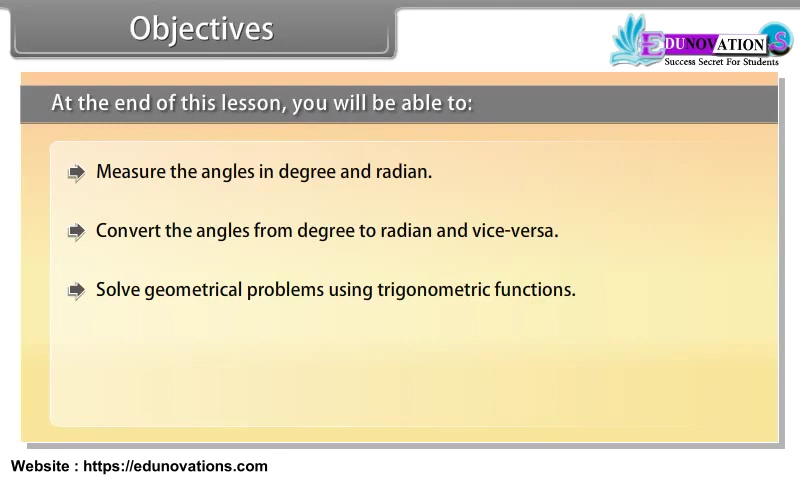 Objectives
EDUNOVATIONS
Success Secret For Students
At the end of this lesson, you will be able to:
Measure the angles in degree and radian.
Convert the angles from degree to radian and vice-versa.
Solve geometrical problems using trigonometric functions.
Website : https://edunovations.com